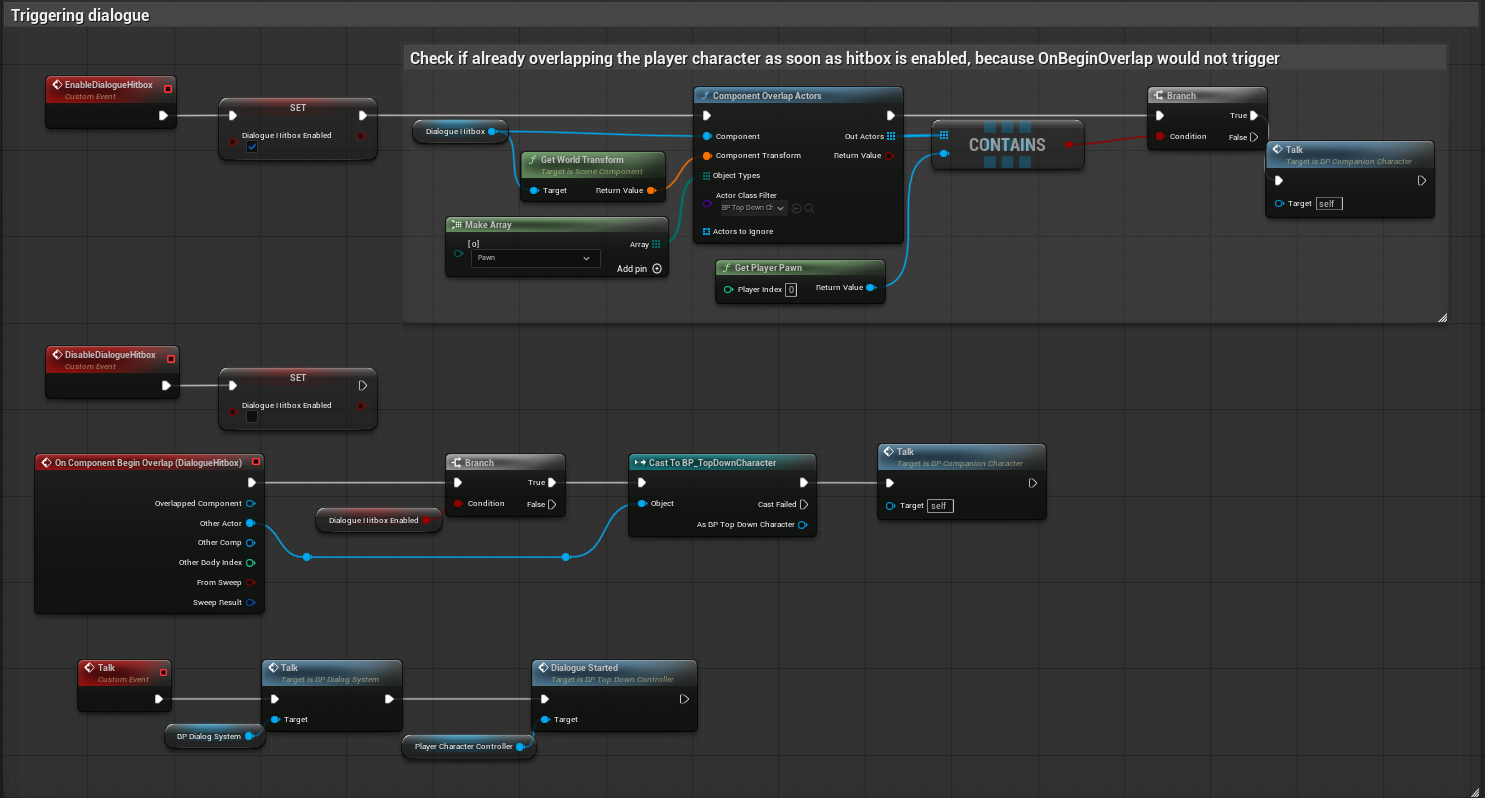 Triggering dialogue
Check if already overlapping the player character as soon as hitbox is enabled, because OnBeginOverlap would not trigger
EnableDialogueHitbox
Custom Event
SET
Dialogue Hitbox Enabled
Dialogue Hitbox
Get World Transform
Target is Scene Component
Target
Return Value
Make Array
[0]
Pawn
Array
Add pin
Component Overlap Actors
Component
Out Actors
Component Transform
Return Value
Object Types
Actor Class Filter
BP Top Down Ch
Actors to Ignore
Get Player Pawn
Player Index
0
Return Value
CONTAINS
Branch
True
Condition
False
Talk
Target is BP Companion Character
Target
self
DisableDialogueHitbox
Custom Event
SET
Dialogue Hitbox Enabled
On Component Begin Overlap (DialogueHitbox)
Overlapped Component
Other Actor
Other Comp
Other Body Index
From Sweep
Sweep Result
Dialogue Hitbox Enabled
Branch
True
Condition
False
Cast To BP_TopDownCharacter
Object
Cast Failed
As BP Top Down Character
Talk
Target is BP Companion Character
Target
self
Talk
Custom Event
BP Dialog System
Talk
Target is BP Dialog System
Target
Player Character Controller
Dialogue Started
Target is BP Top Down Controller
Target